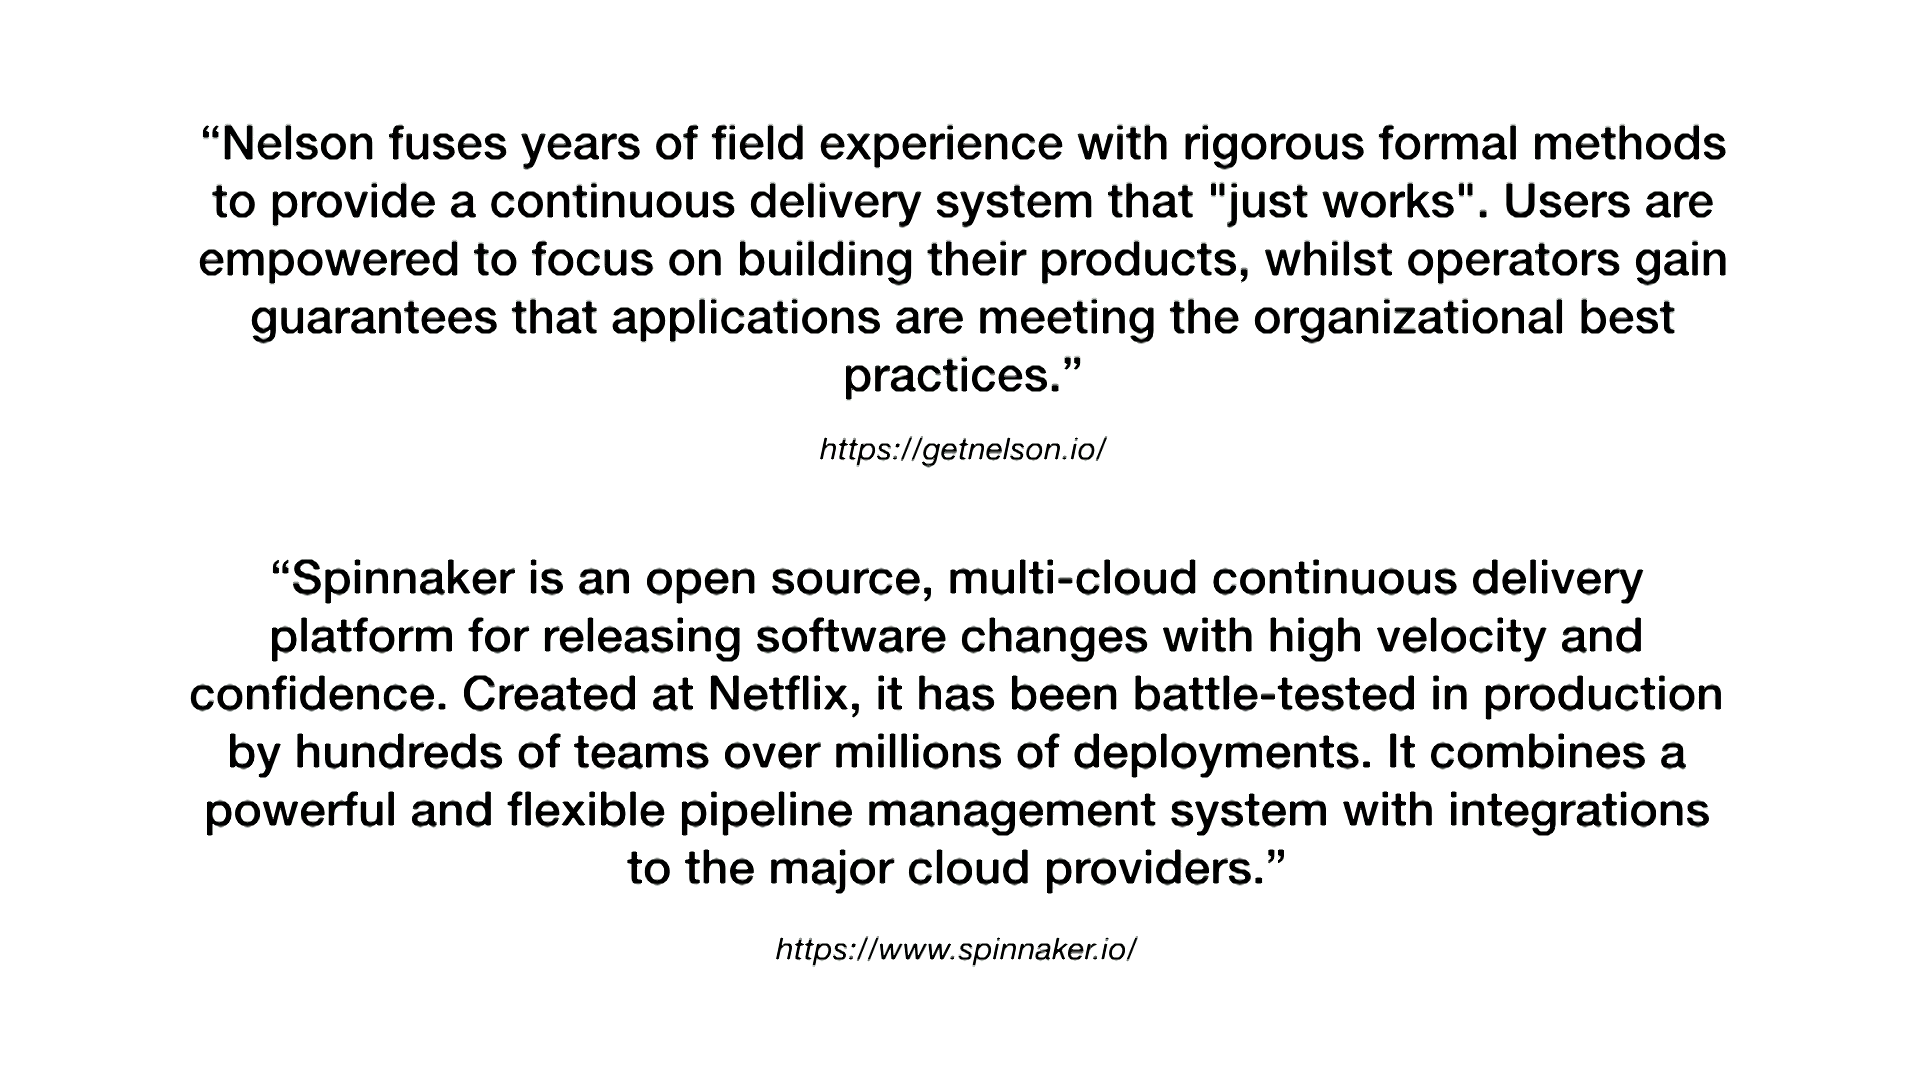 “Nelson fuses years of field experience with rigorous formal methods
to provide a continuous delivery system that "just works". Users are
empowered to focus on building their products, whilst operators gain
guarantees that applications are meeting the organizational best
practices.”
https://getnelson.io/
“Spinnaker is an open source, multi-cloud continuous delivery
platform for releasing software changes with high velocity and
confidence. Created at Netflix, it has been battle-tested in production
by hundreds of teams over millions of deployments. It combines a
powerful and flexible pipeline management system with integrations
to the major cloud providers.”
https://www.spinnaker.io/